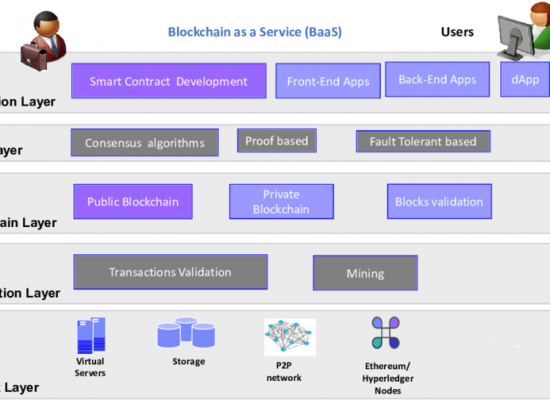 Blockchain as a Service (BaaS)
Users
Smart Contract Development
Front-End Apps
Back-End Apps
dApp
ion Layer
Consensus algorithms
Proof based
Fault Tolerant based
ayer
Public Blockchain
Private
Blockchain
Blocks validation
ain Layer
Transactions Validation
Mining
tion Layer
Virtual
Servers
Storage
P2P
network
Ethereum/
Hyperledger
Nodes
Layer